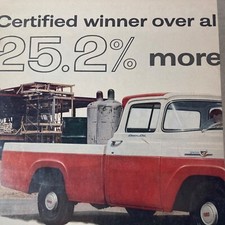 Certified winner over al
25.2% more